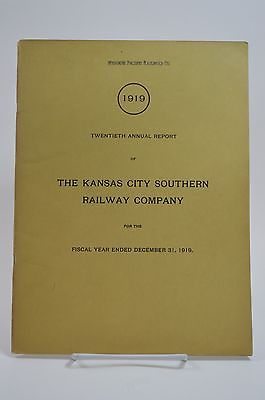 1919
TWENTIETH ANNUAL REPORT
OF
THE KANSAS CITY SOUTHERN
RAILWAY COMPANY
FOR THE
FISCAL YEAR ENDED DECEMBER 31, 1919.